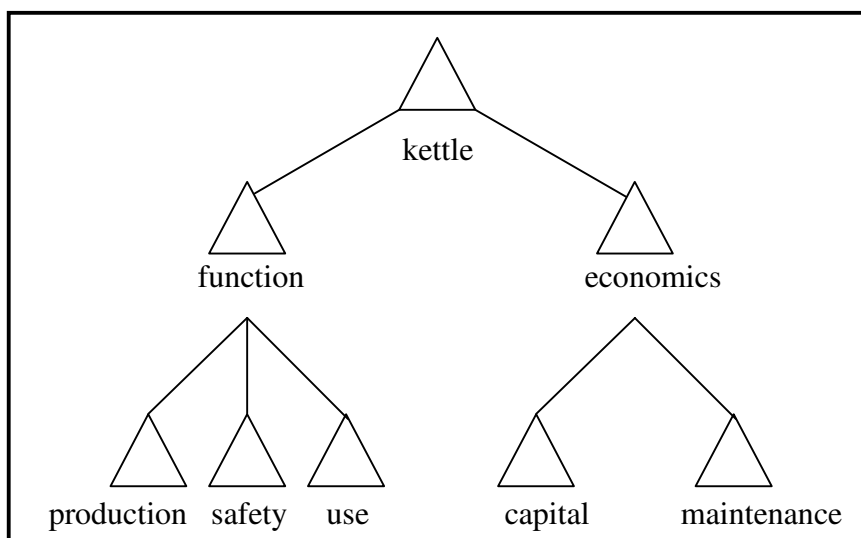 kettle
function economics
production safety use capital maintenance